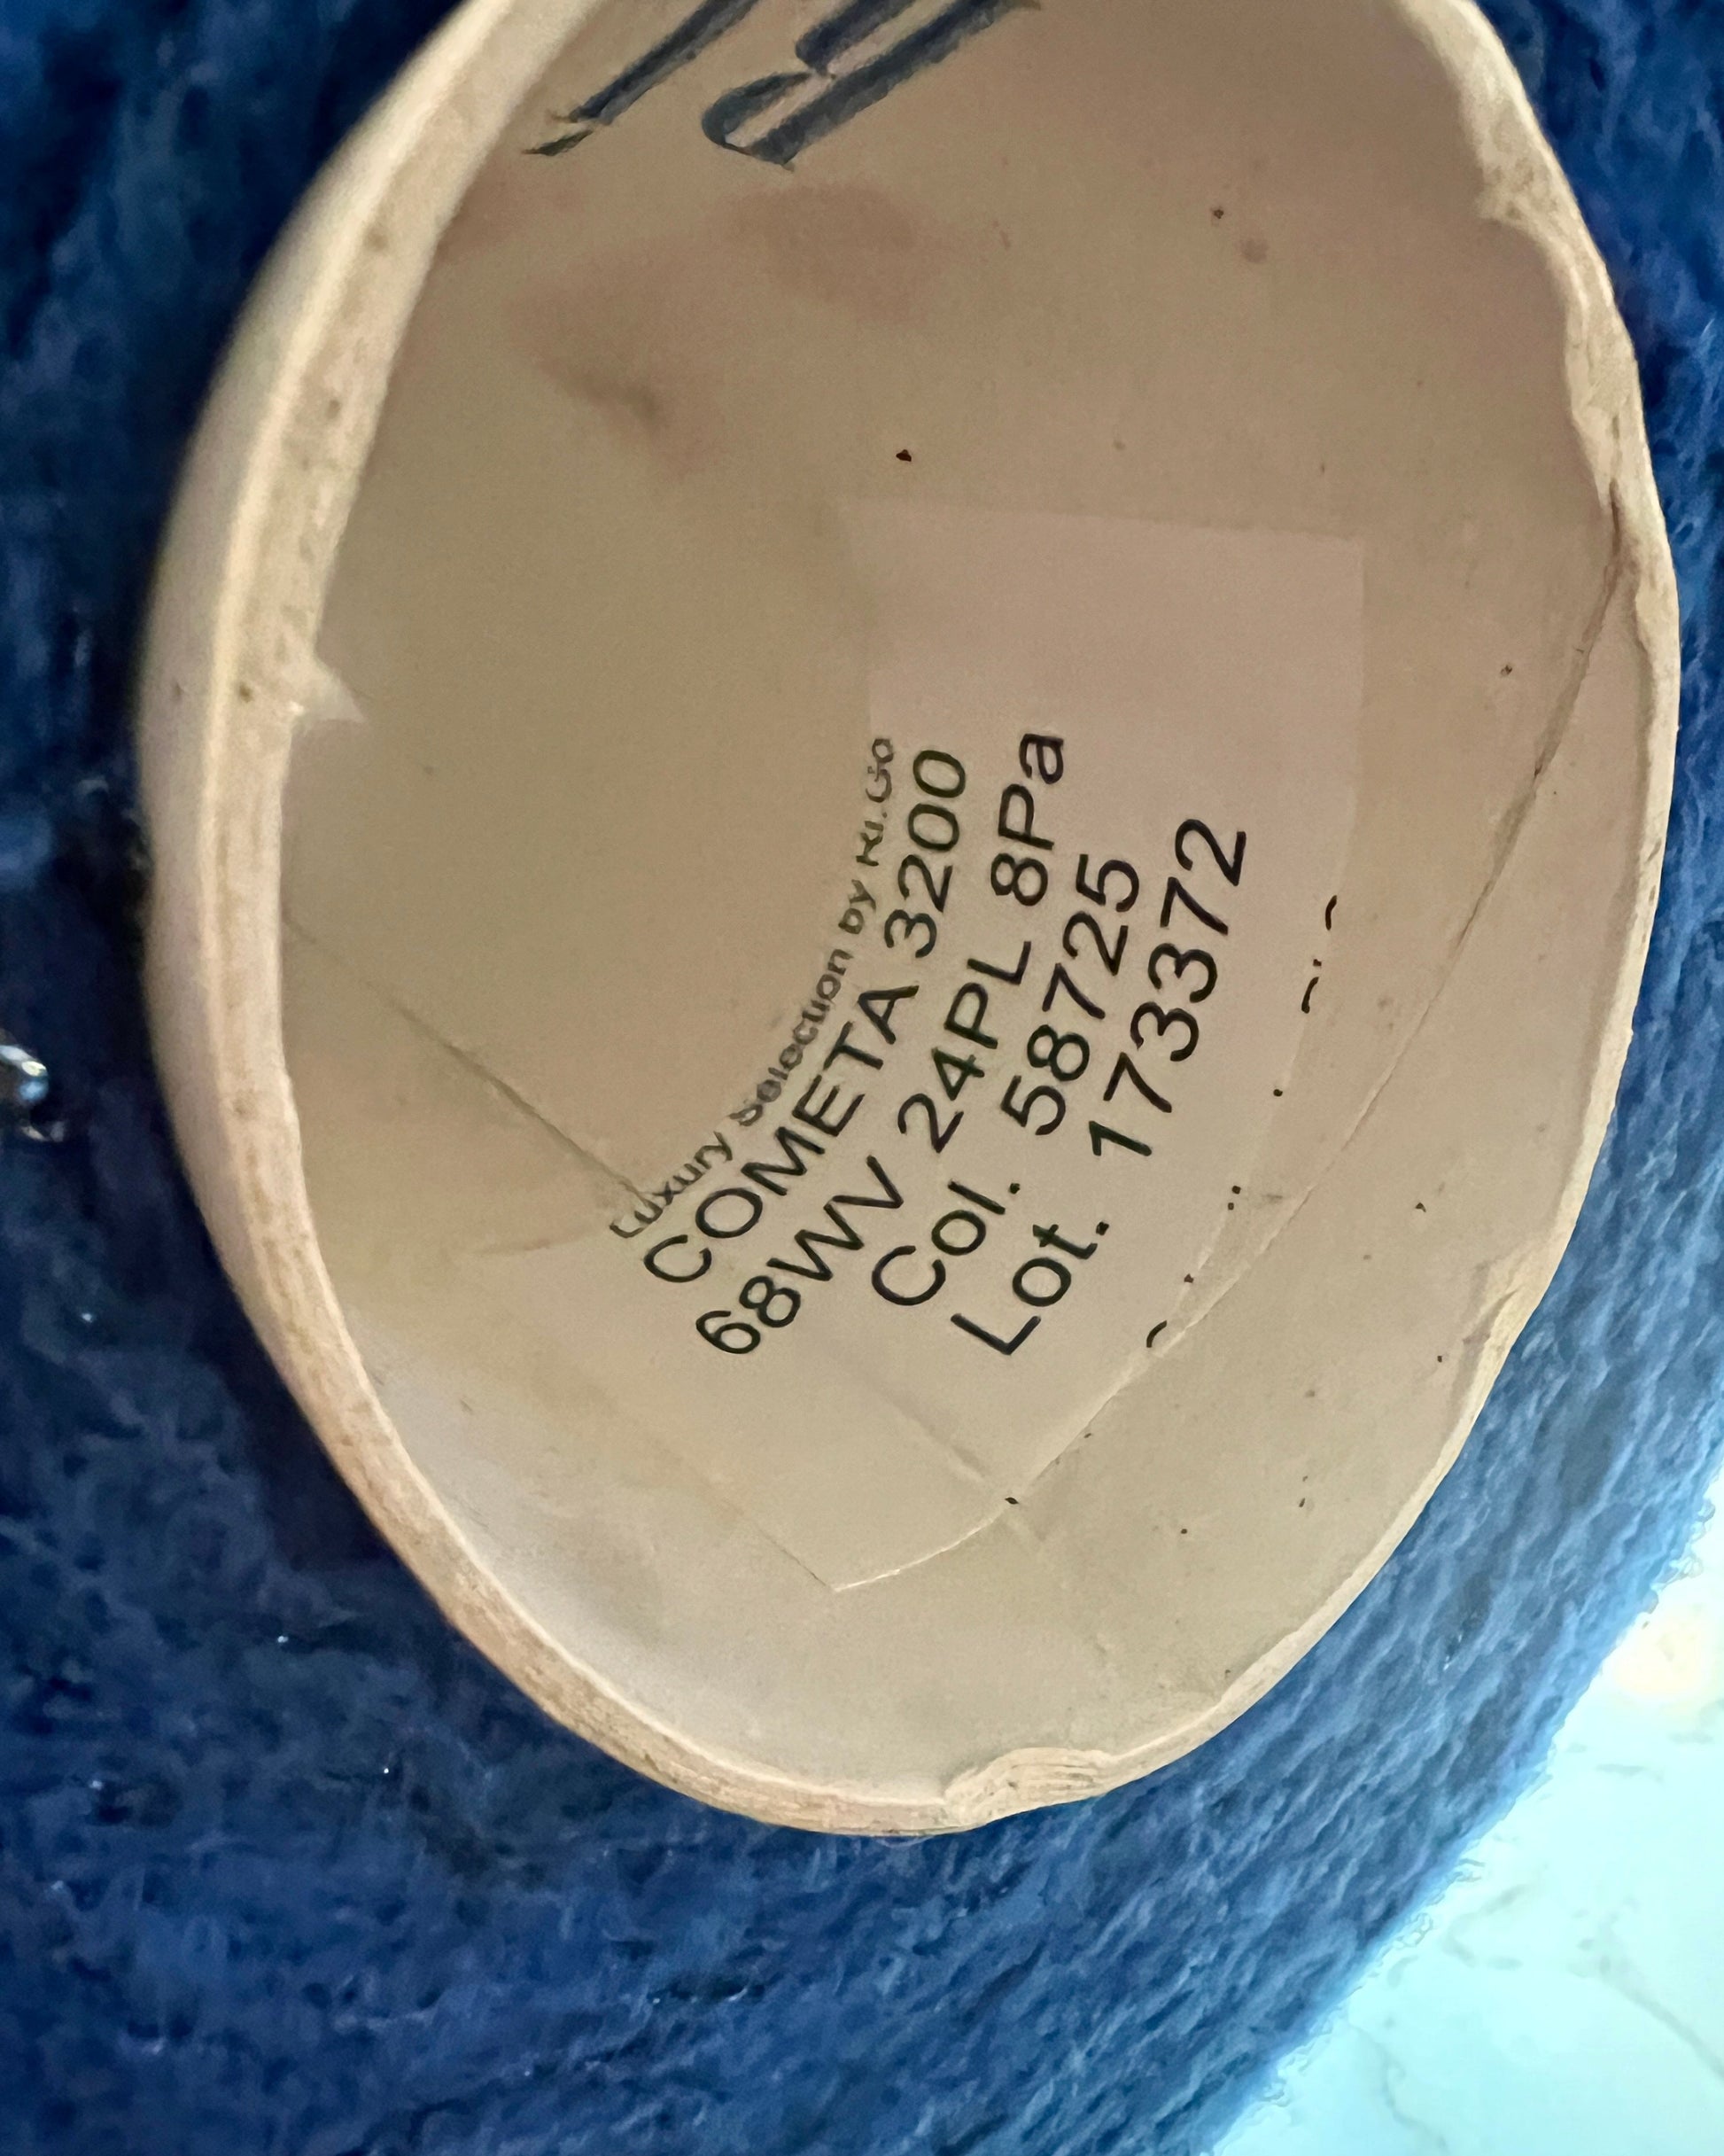 Luxury Selection by Ri.Go
COMETA 3200
68WV 24PL 8Pa
Col. 58725
Lot. 173372